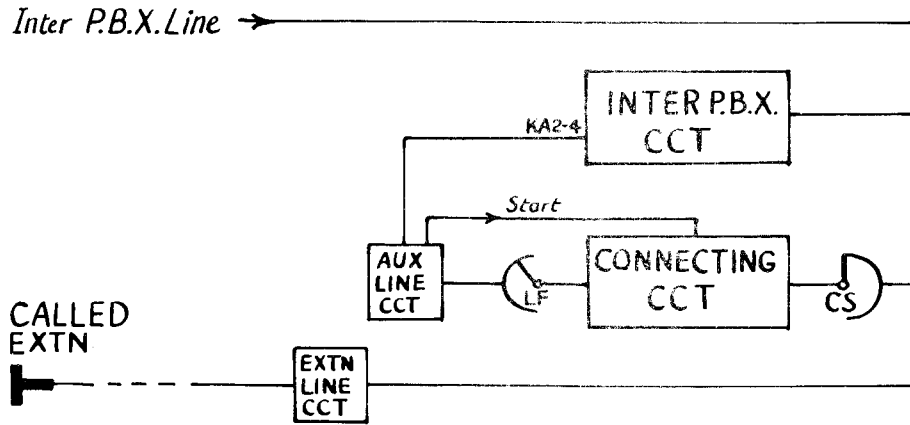 Inter P.B.X. Line
INTER P.B.X.
CCT
KA2-4
Start
AUX
LINE
CCT
LF
CONNECTING
CCT
CS
CALLED
EXTN
EXTN
LINE
CCT